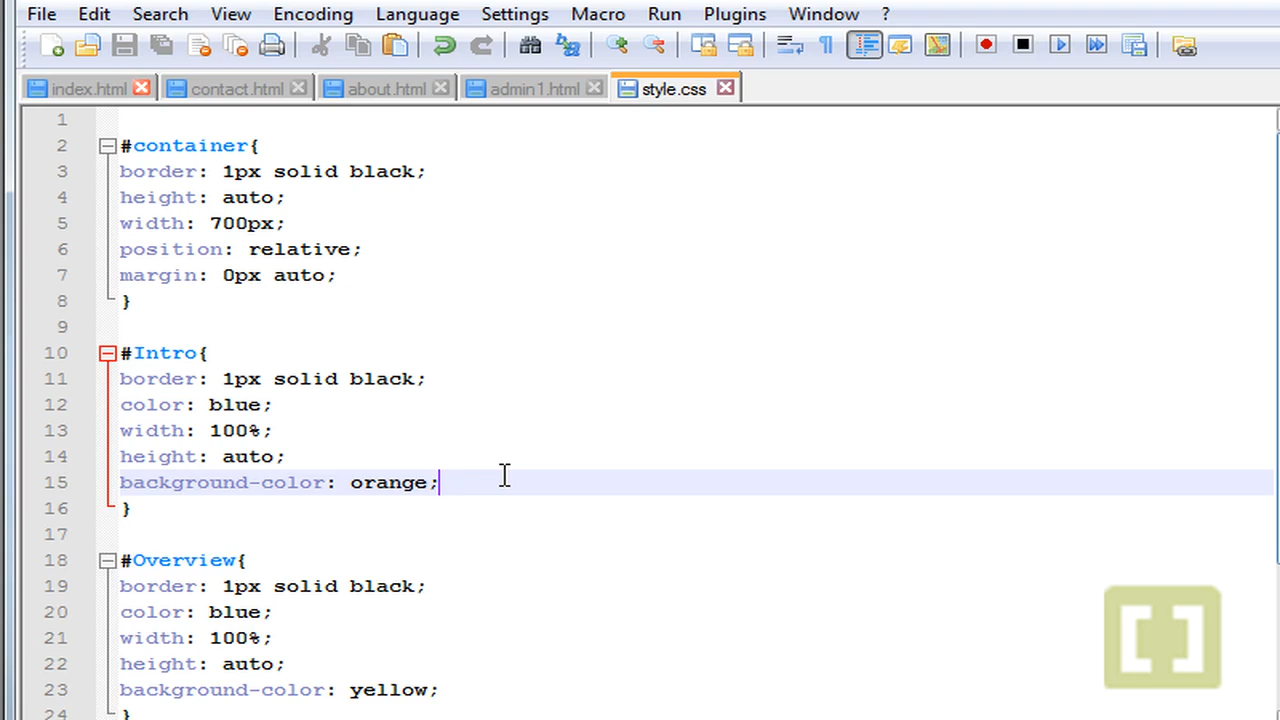 File Edit Search View Encoding Language Settings Macro Run Plugins Window ?
index.html contact.html about.html admin1.html style.css
1
2 #container{
3 border: 1px solid black;
4 height: auto;
5 width: 700px;
6 position: relative;
7 margin: 0px auto;
8 }
9
10 #Intro{
11 border: 1px solid black;
12 color: blue;
13 width: 100%;
14 height: auto;
15 background-color: orange;
16 }
17
18 #Overview{
19 border: 1px solid black;
20 color: blue;
21 width: 100%;
22 height: auto;
23 background-color: yellow;
24 }